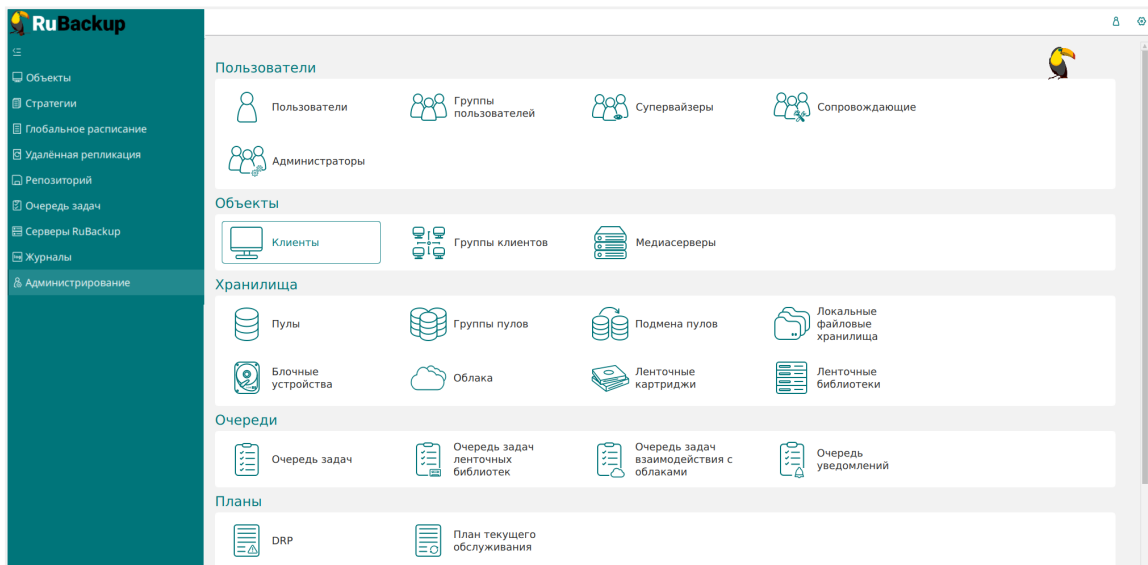 RuBackup
Объекты
Стратегии
Глобальное расписание
Удалённая репликация
Репозиторий
Очередь задач
Серверы RuBackup
Журналы
Администрирование
Пользователи
Пользователи
Группы
пользователей
Супервайзеры
Сопровождающие
Администраторы
Объекты
Клиенты
Группы клиентов
Медиасерверы
Хранилища
Пулы
Группы пулов
Подмена пулов
Локальные
файловые
хранилища
Блочные
устройства
Облака
Ленточные
картриджи
Ленточные
библиотеки
Очереди
Очередь задач
Очередь задач
ленточных
библиотек
Очередь задач
взаимодействия с
облаками
Очередь
уведомлений
Планы
DRP
План текущего
обслуживания